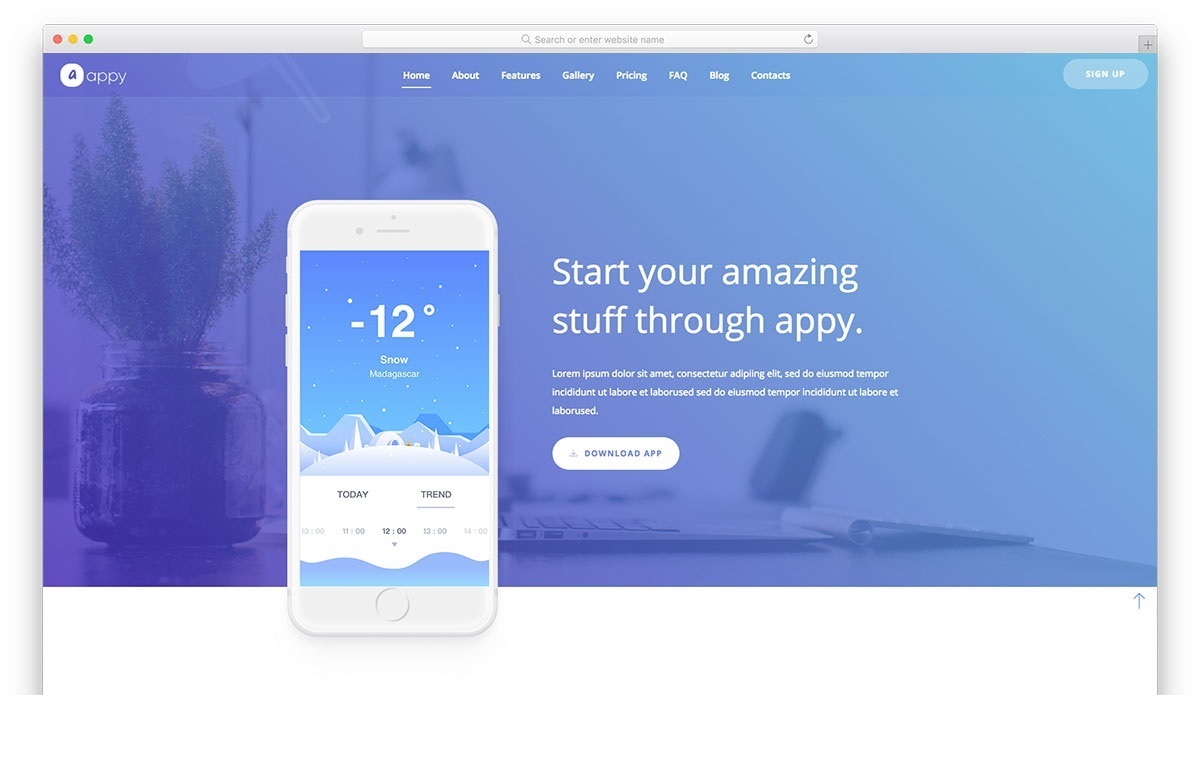 Search or enter website name
a appy
Home About Features Gallery Pricing FAQ Blog Contacts
SIGN UP
-12°
Snow
Madagascar
TODAY TREND
10 : 00 11 : 00 12 : 00 13 : 00 14 : 00
Start your amazing
stuff through appy.
Lorem ipsum dolor sit amet, consectetur adipiing elit, sed do eiusmod tempor
incididunt ut labore et laborused sed do eiusmod tempor incididunt ut labore et
laborused.
DOWNLOAD APP